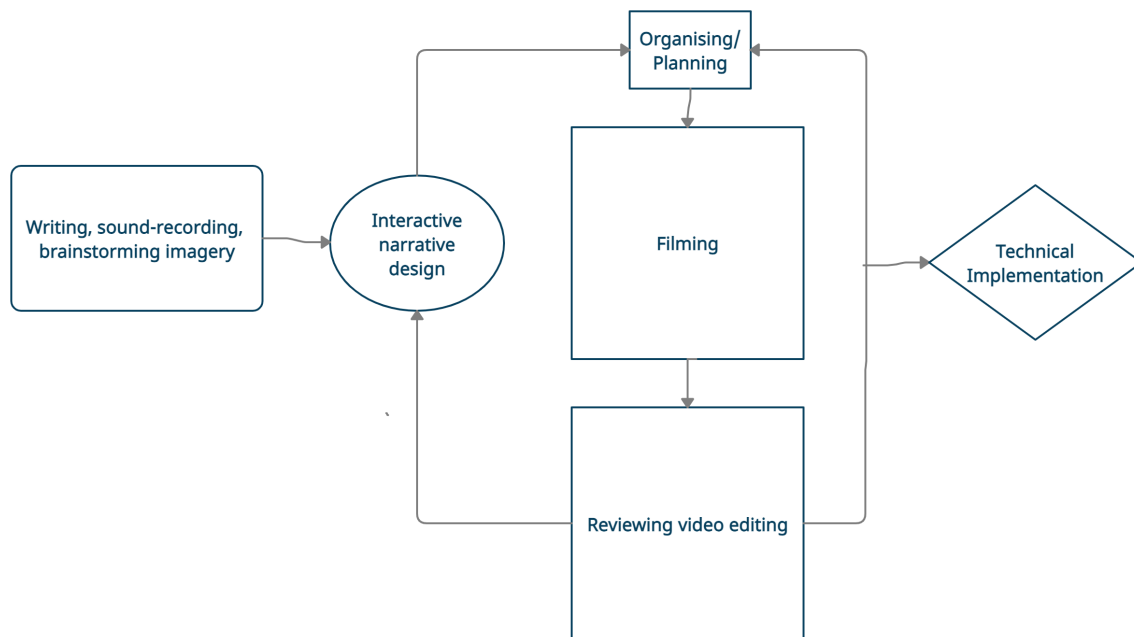 Organising/
Planning
Writing, sound-recording,
brainstorming imagery
Interactive
narrative
design
Filming
Technical
Implementation
Reviewing video editing